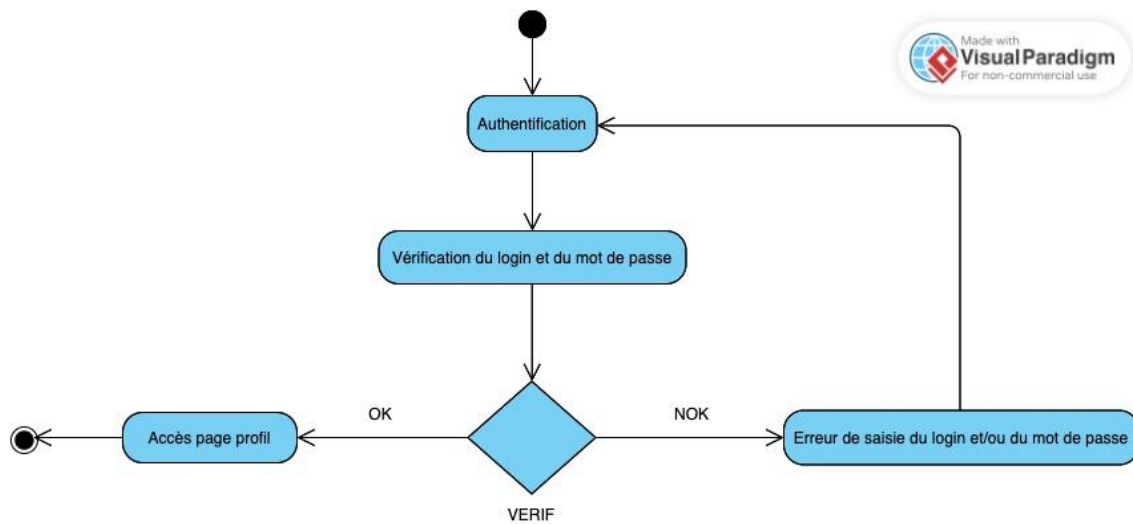 Made with
Visual Paradigm
For non-commercial use
Authentification
Vérification du login et du mot de passe
OK
NOK
Accès page profil
Erreur de saisie du login et/ou du mot de passe
VERIF